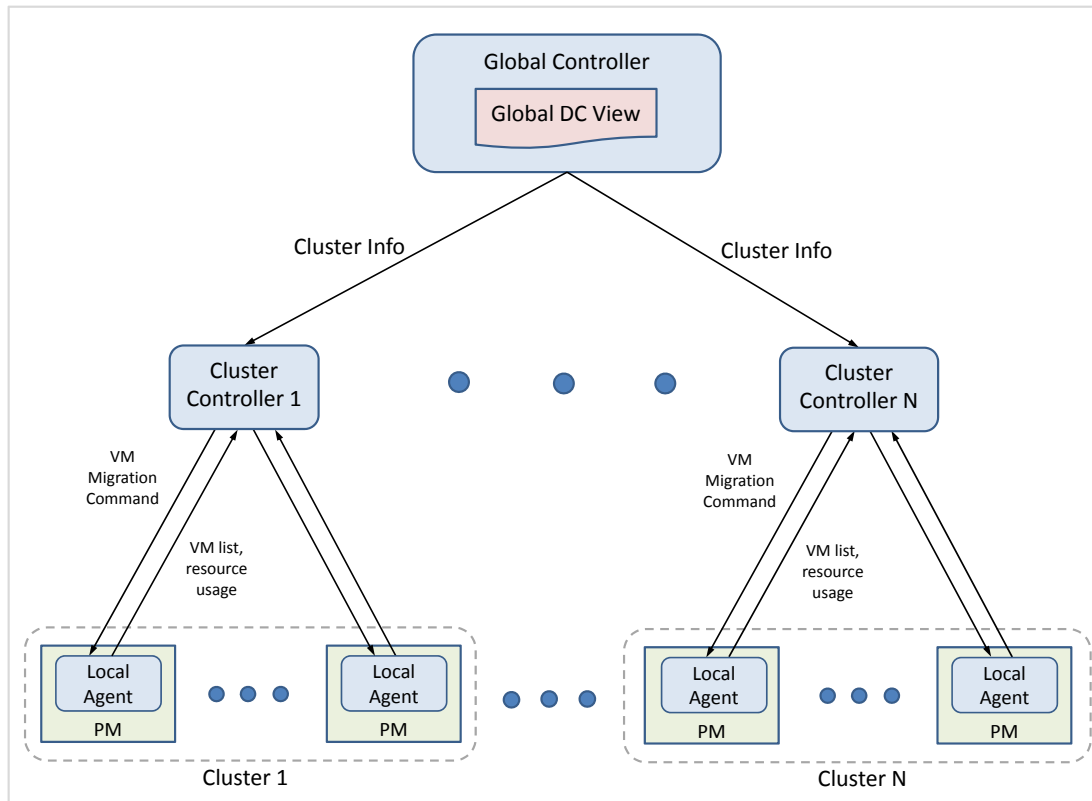 Global Controller
Global DC View
Cluster Info
Cluster Info
Cluster
Controller 1
Cluster
Controller N
VM
Migration
Command
VM list,
resource
usage
VM
Migration
Command
VM list,
resource
usage
Local
Agent
PM
Local
Agent
PM
Local
Agent
PM
Local
Agent
PM
Cluster 1
Cluster N